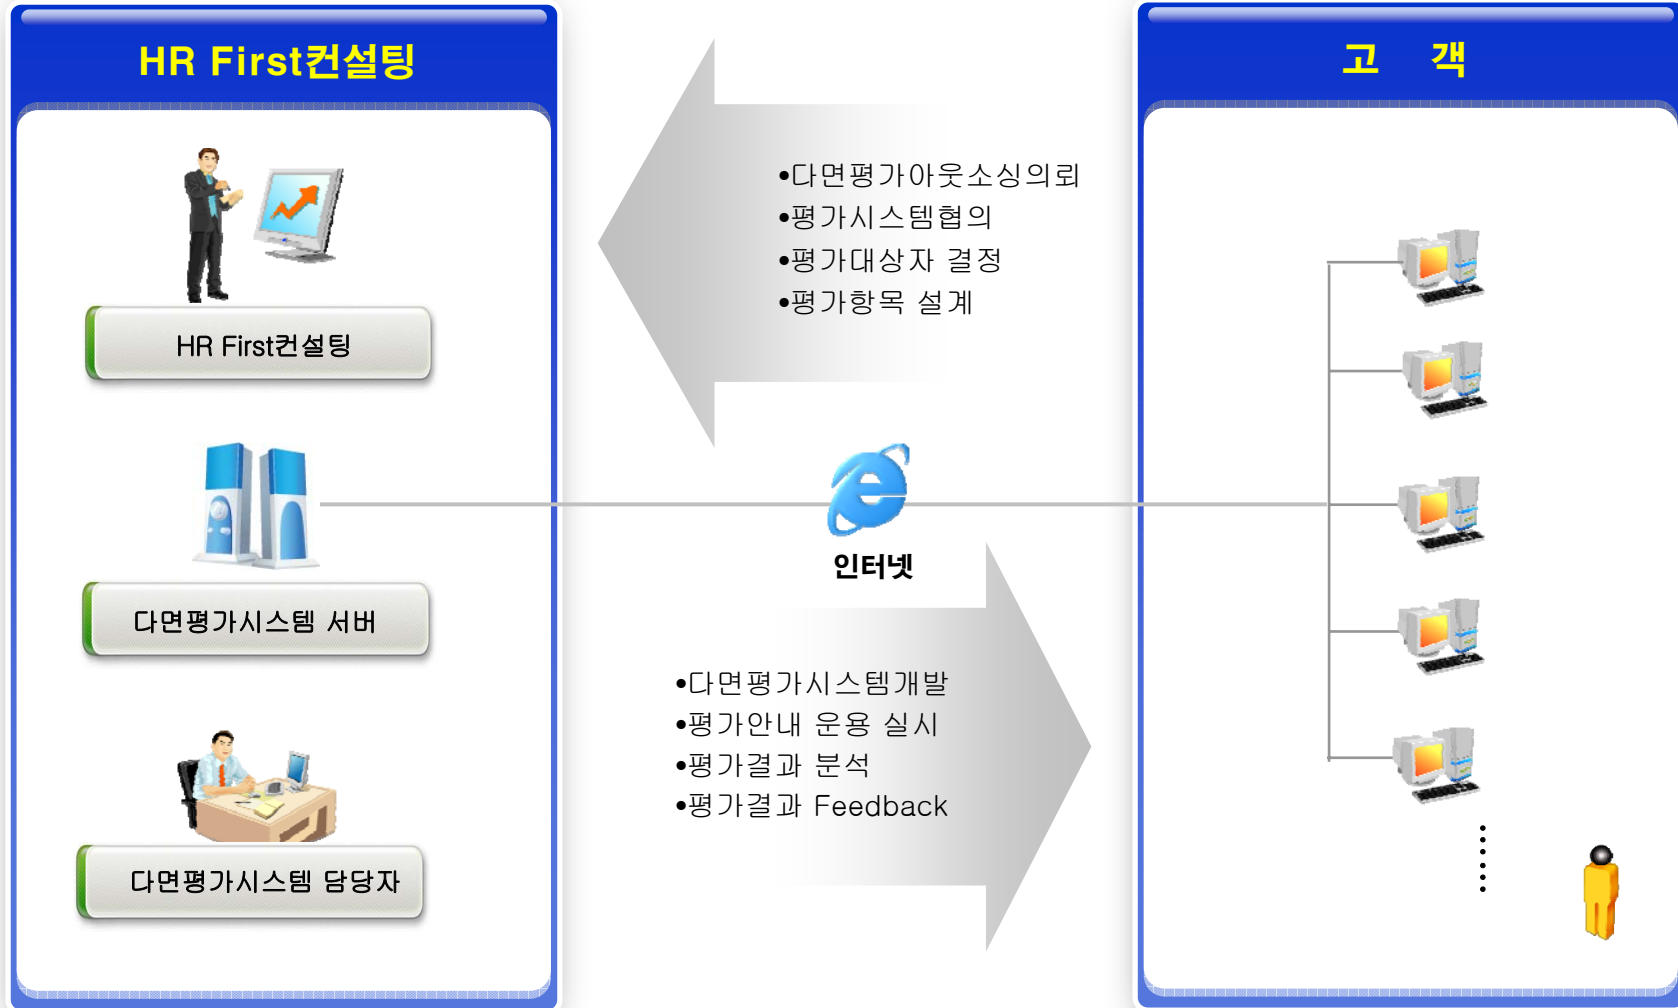 HR First컨설팅
HR First컨설팅
다면평가시스템 서버
다면평가시스템 담당자
•다면평가아웃소싱의뢰
•평가시스템협의
•평가대상자 결정
•평가항목 설계
인터넷
•다면평가시스템개발
•평가안내 운용 실시
•평가결과 분석
•평가결과 Feedback
고 객